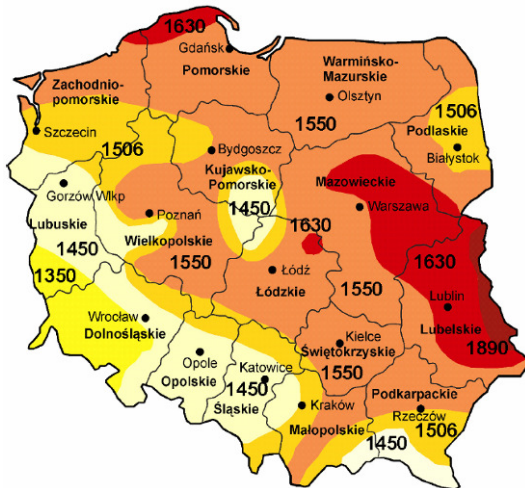 1630
Gdańsk
Pomorskie
Warmińsko-
Mazurskie
Zachodnio-
pomorskie
Olsztyn
1506
Szczecin
1506
1550
Podlaskie
Bydgoszcz
Białystok
Kujawsko-
Pomorskie
Mazowieckie
Gorzów Wlkp
1450
Warszawa
Lubuskie
Poznań
1630
Wielkopolskie
1450
1550
1630
1350
Łódź
1550
Łódzkie
Lublin
Wrocław
Lubelskie
Dolnośląskie
Kielce
1890
Świętokrzyskie
Opole
Katowice
1550
Opolskie
1450
Podkarpackie
Śląskie
Kraków
Rzeczów
Małopolskie
1506
1450